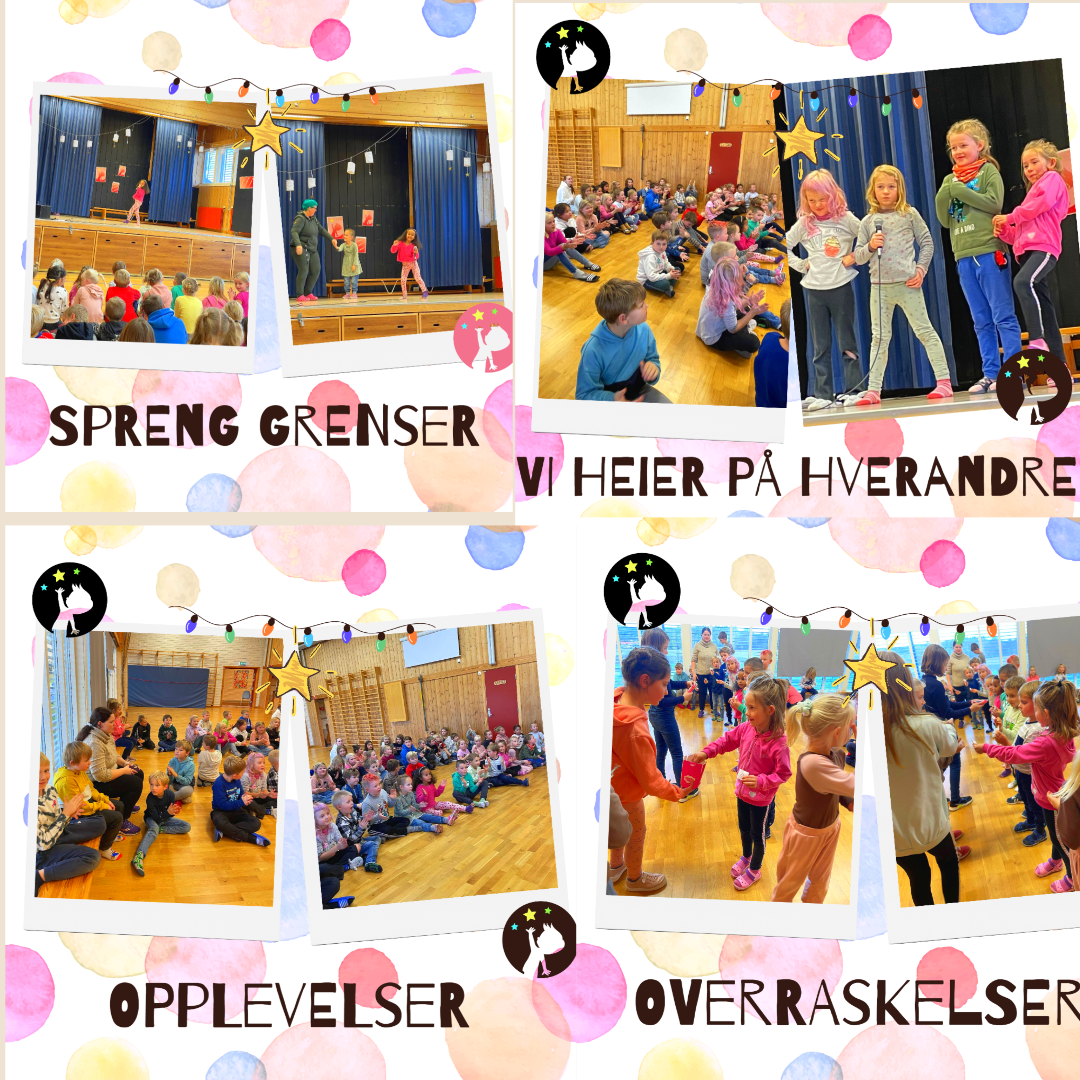 SPRENG GRENSER
VI HEIER PÅ HVERANDRE
OPPLEVELSER
OVERRASKELSER